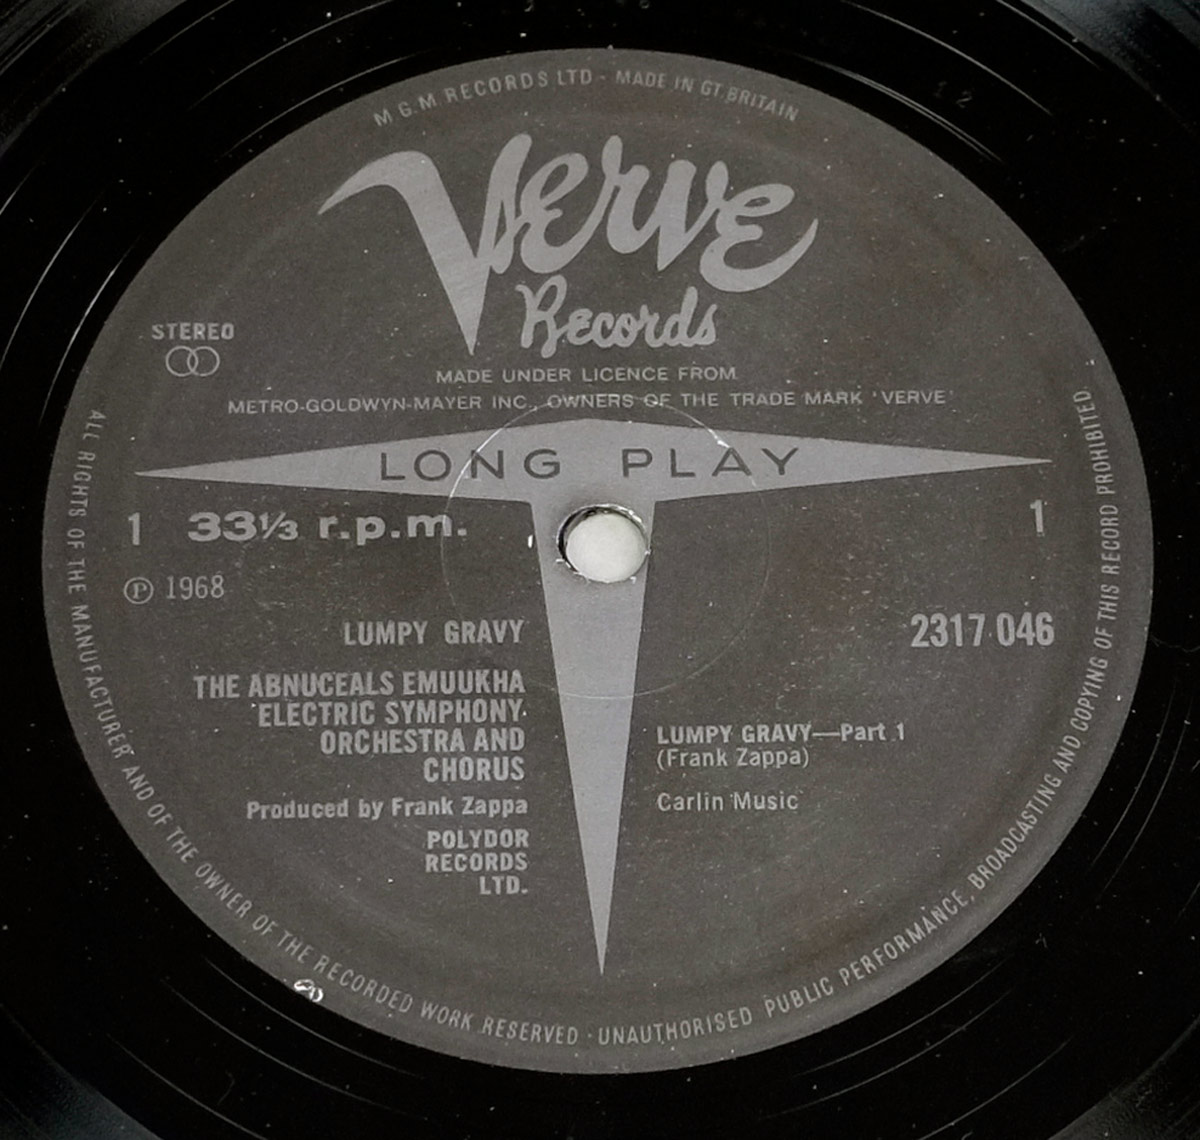 M G M RECORDS LTD - MADE IN GT. BRITAIN
Verve
Records
STEREO
MADE UNDER LICENCE FROM
METRO-GOLDWYN-MAYER INC., OWNERS OF THE TRADE MARK 'VERVE'
LONG PLAY
1 33⅓ r.p.m. 1
Ⓟ 1968
2317 046
LUMPY GRAVY
THE ABNUCEALS EMUUKHA
ELECTRIC SYMPHONY
ORCHESTRA AND
CHORUS
Produced by Frank Zappa
POLYDOR
RECORDS
LTD.
LUMPY GRAVY—Part 1
(Frank Zappa)
Carlin Music
ALL RIGHTS OF THE MANUFACTURER AND OF THE OWNER OF THE RECORDED WORK RESERVED · UNAUTHORISED PUBLIC PERFORMANCE, BROADCASTING AND COPYING OF THIS RECORD PROHIBITED